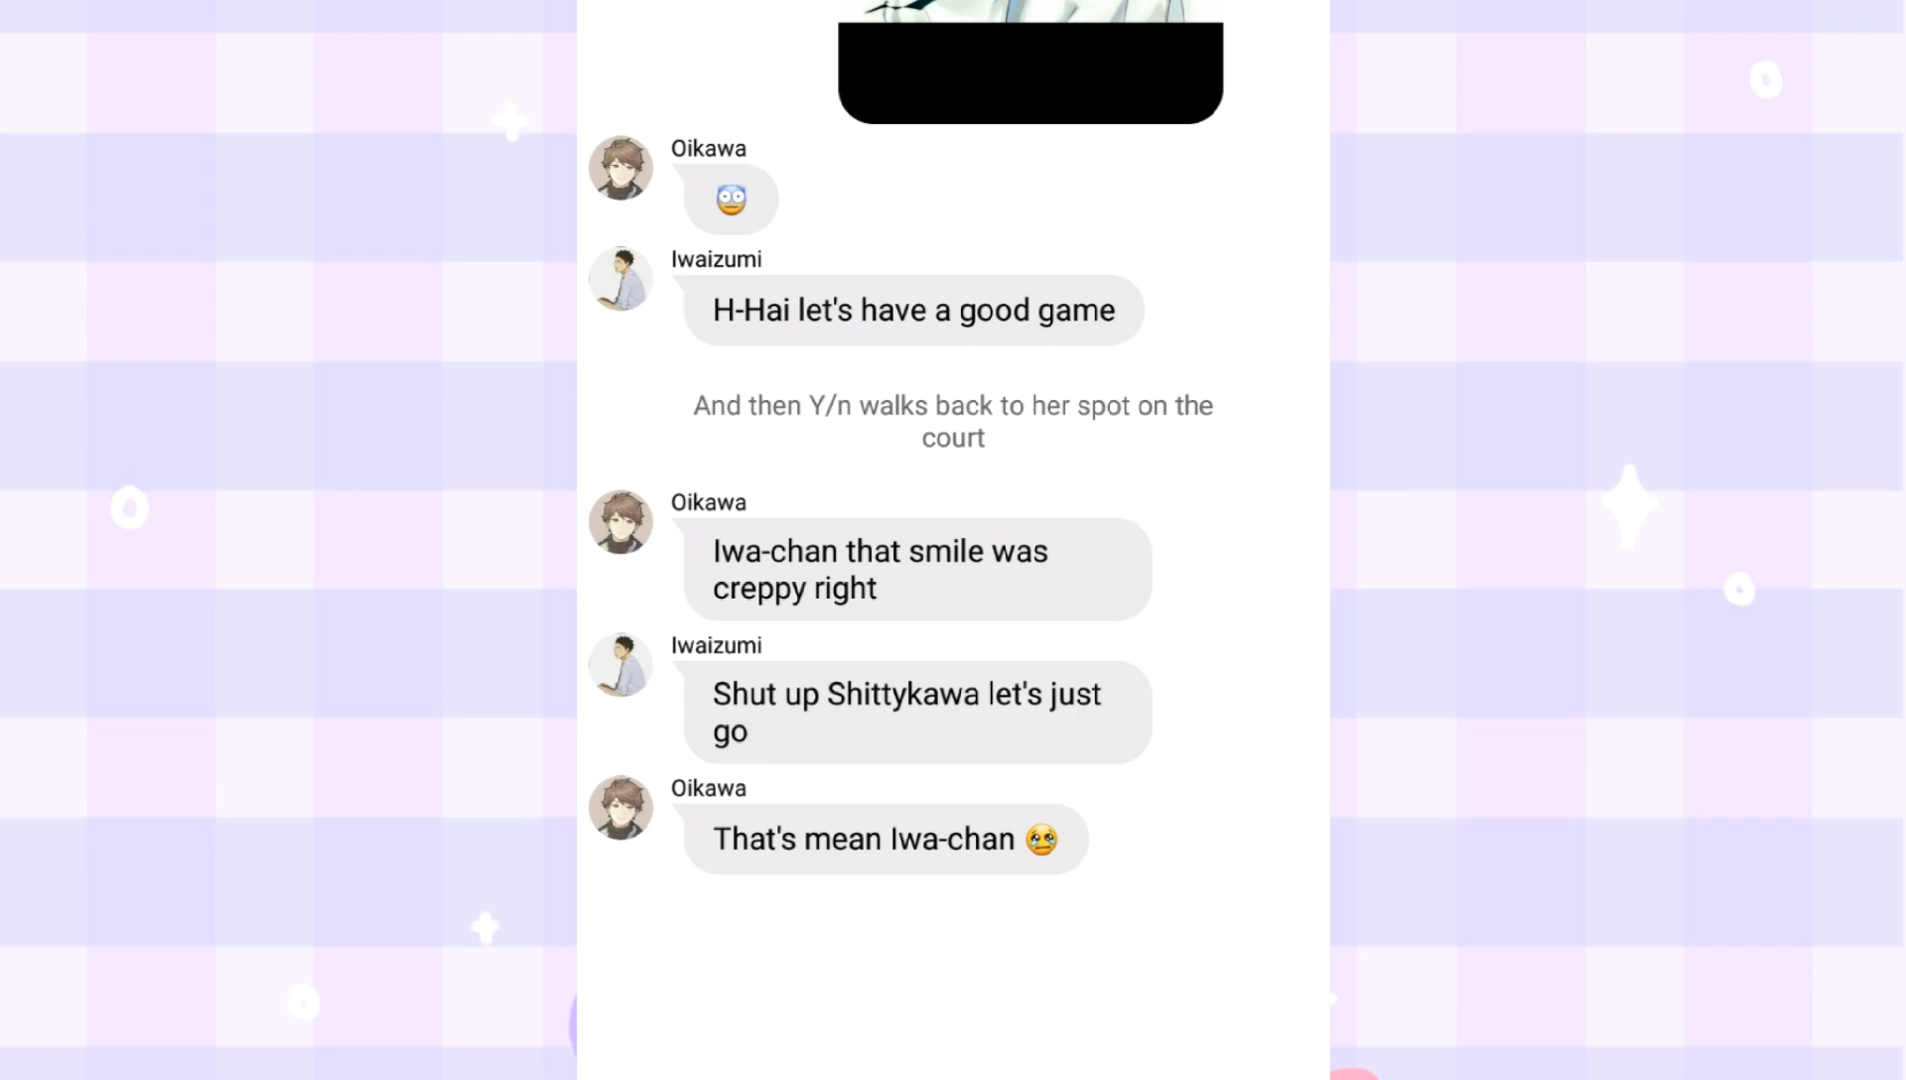 Oikawa
😨
Iwaizumi
H-Hai let's have a good game
And then Y/n walks back to her spot on the
court
Oikawa
Iwa-chan that smile was
creppy right
Iwaizumi
Shut up Shittykawa let's just
go
Oikawa
That's mean Iwa-chan 😢